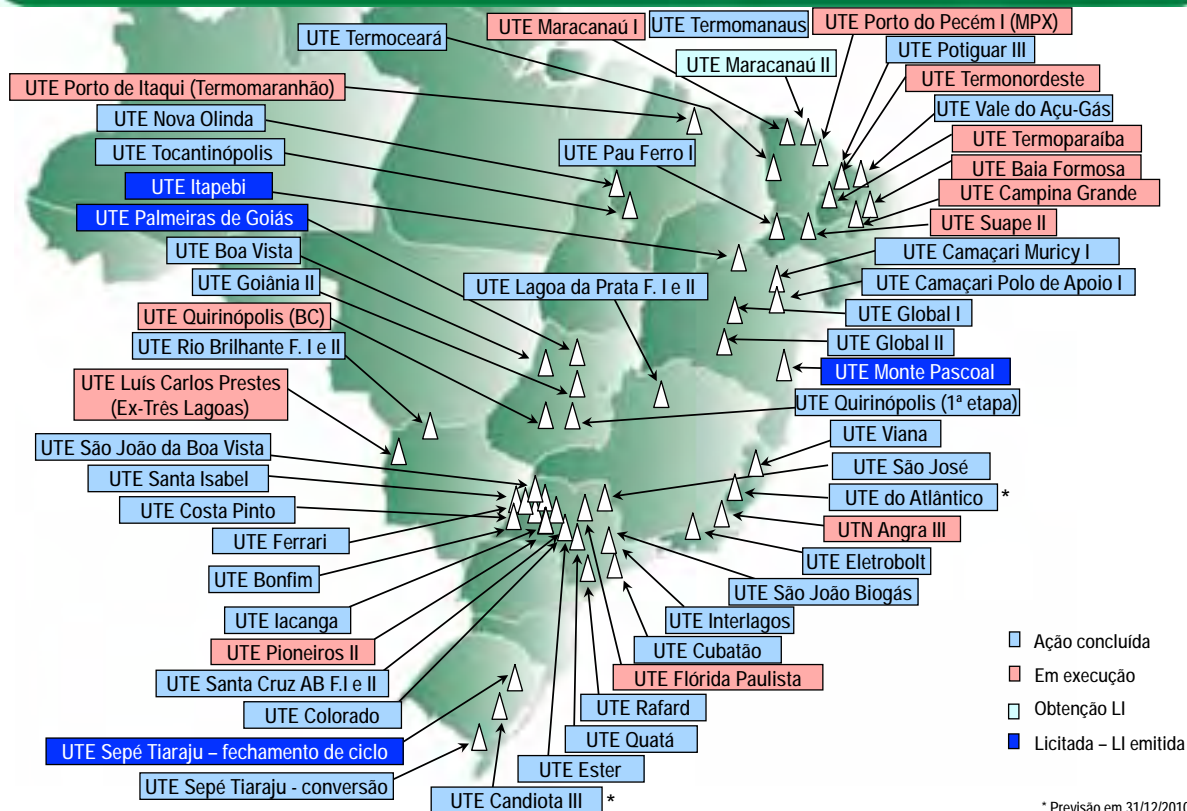 UTE Maracanaú I
UTE Termomanaus
UTE Porto do Pecém I (MPX)
UTE Termoceará
UTE Potiguar III
UTE Maracanaú II
UTE Termonordeste
UTE Porto de Itaqui (Termomaranhão)
UTE Vale do Açu-Gás
UTE Nova Olinda
UTE Termoparaíba
UTE Tocantinópolis
UTE Pau Ferro I
UTE Baia Formosa
UTE Itapebi
UTE Campina Grande
UTE Palmeiras de Goiás
UTE Suape II
UTE Boa Vista
UTE Camaçari Muricy I
UTE Goiânia II
UTE Lagoa da Prata F. I e II
UTE Camaçari Polo de Apoio I
UTE Quirinópolis (BC)
UTE Global I
UTE Rio Brilhante F. I e II
UTE Global II
UTE Luís Carlos Prestes
(Ex-Três Lagoas)
UTE Monte Pascoal
UTE Quirinópolis (1ª etapa)
UTE São João da Boa Vista
UTE Viana
UTE Santa Isabel
UTE São José
UTE Costa Pinto
UTE do Atlântico *
UTE Ferrari
UTN Angra III
UTE Bonfim
UTE Eletrobolt
UTE São João Biogás
UTE Iacanga
UTE Interlagos
UTE Pioneiros II
UTE Cubatão
UTE Santa Cruz AB F.I e II
UTE Flórida Paulista
UTE Colorado
UTE Rafard
UTE Sepé Tiaraju – fechamento de ciclo
UTE Quatá
UTE Sepé Tiaraju - conversão
UTE Ester
UTE Candiota III *
Ação concluída
Em execução
Obtenção LI
Licitada – LI emitida
* Previsão em 31/12/2010